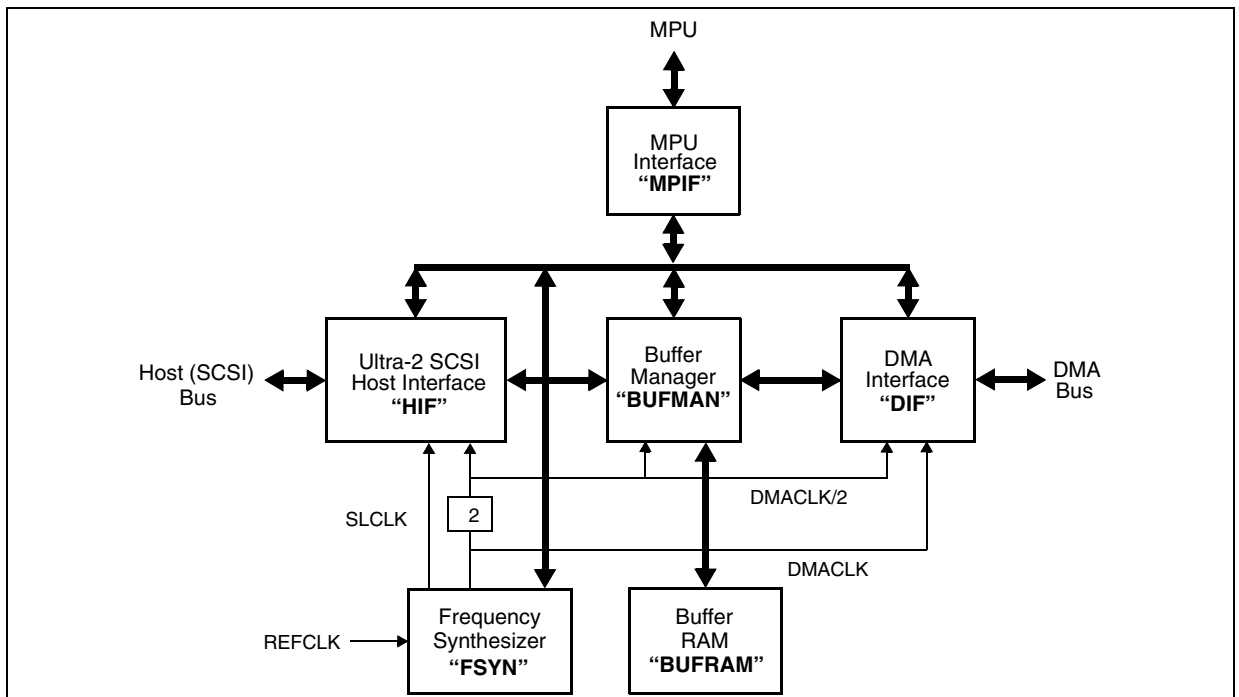 MPU
MPU
Interface
“MPIF”
Ultra-2 SCSI
Host Interface
“HIF”
Buffer
Manager
“BUFMAN”
DMA
Interface
“DIF”
Host (SCSI)
Bus
DMA
Bus
DMACLK/2
SLCLK
2
DMACLK
REFCLK
Frequency
Synthesizer
“FSYN”
Buffer
RAM
“BUFRAM”